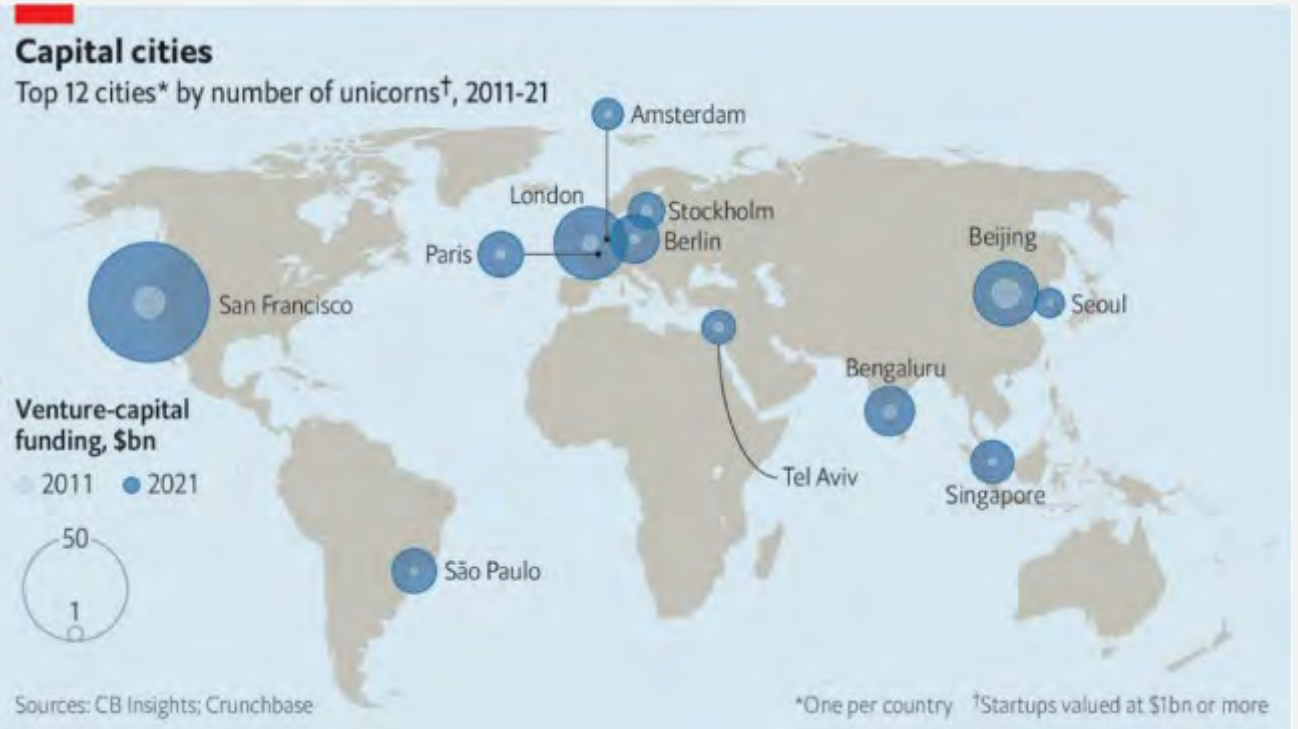 Capital cities
Top 12 cities* by number of unicorns†, 2011-21
Amsterdam
London
Stockholm
Berlin
Paris
Beijing
San Francisco
Seoul
Bengaluru
Venture-capital
funding, $bn
2011 2021
Tel Aviv
Singapore
50
São Paulo
1
Sources: CB Insights; Crunchbase
*One per country †Startups valued at $1bn or more